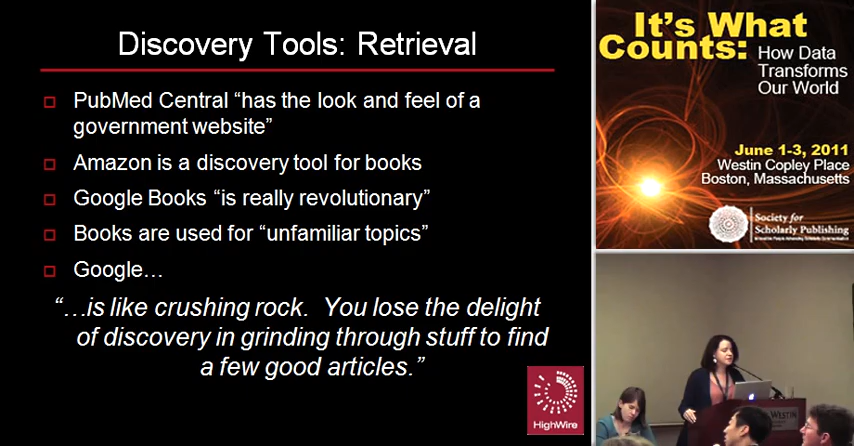 Discovery Tools: Retrieval
PubMed Central “has the look and feel of a
government website”
Amazon is a discovery tool for books
Google Books “is really revolutionary”
Books are used for “unfamiliar topics”
Google…
“…is like crushing rock.  You lose the delight
of discovery in grinding through stuff to find
a few good articles.”
HighWire
It's What
Counts: How Data
Transforms
Our World
June 1-3, 2011
Westin Copley Place
Boston, Massachusetts
Society for
Scholarly Publishing
WESTIN